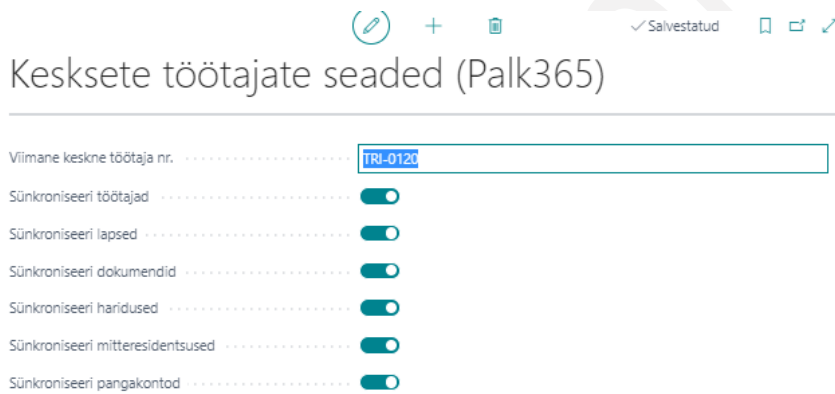 Salvestatud
Kesksete töötajate seaded (Palk365)
Viimane keskne töötaja nr. TRI-0120
Sünkroniseeri töötajad
Sünkroniseeri lapsed
Sünkroniseeri dokumendid
Sünkroniseeri haridused
Sünkroniseeri mitteresidentsused
Sünkroniseeri pangakontod